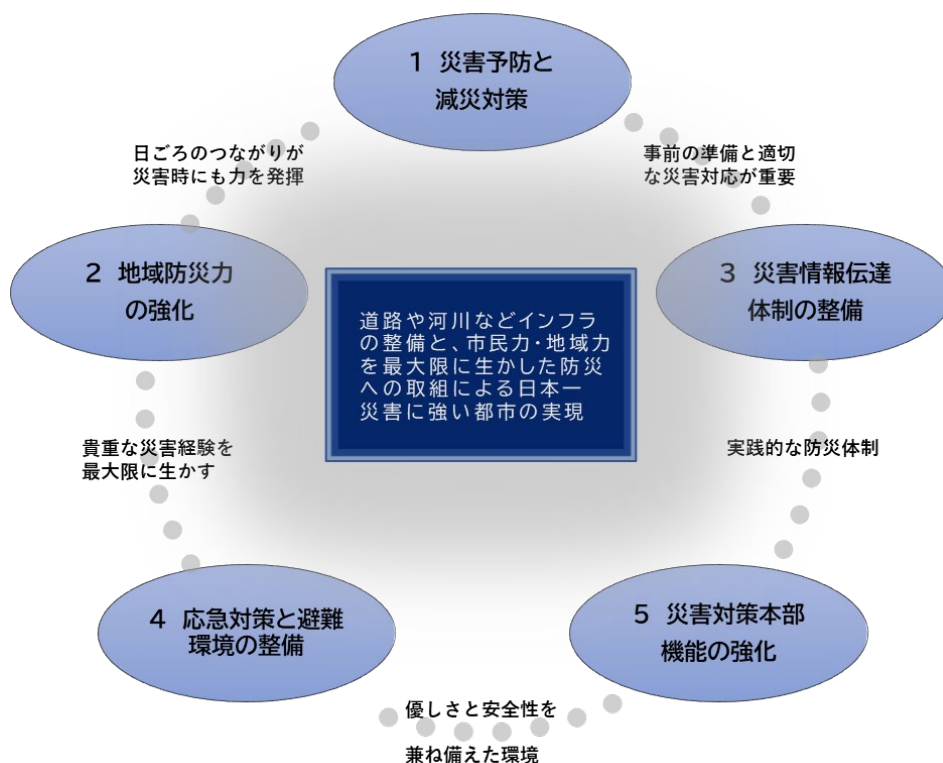 1 災害予防と
減災対策
日ごろのつながりが
災害時にも力を発揮
事前の準備と適切
な災害対応が重要
2 地域防災力
の強化
道路や河川などインフラ
の整備と、市民力・地域力
を最大限に生かした防災
への取組による日本一
災害に強い都市の実現
3 災害情報伝達
体制の整備
貴重な災害経験を
最大限に生かす
実践的な防災体制
4 応急対策と避難
環境の整備
5 災害対策本部
機能の強化
優しさと安全性を
兼ね備えた環境